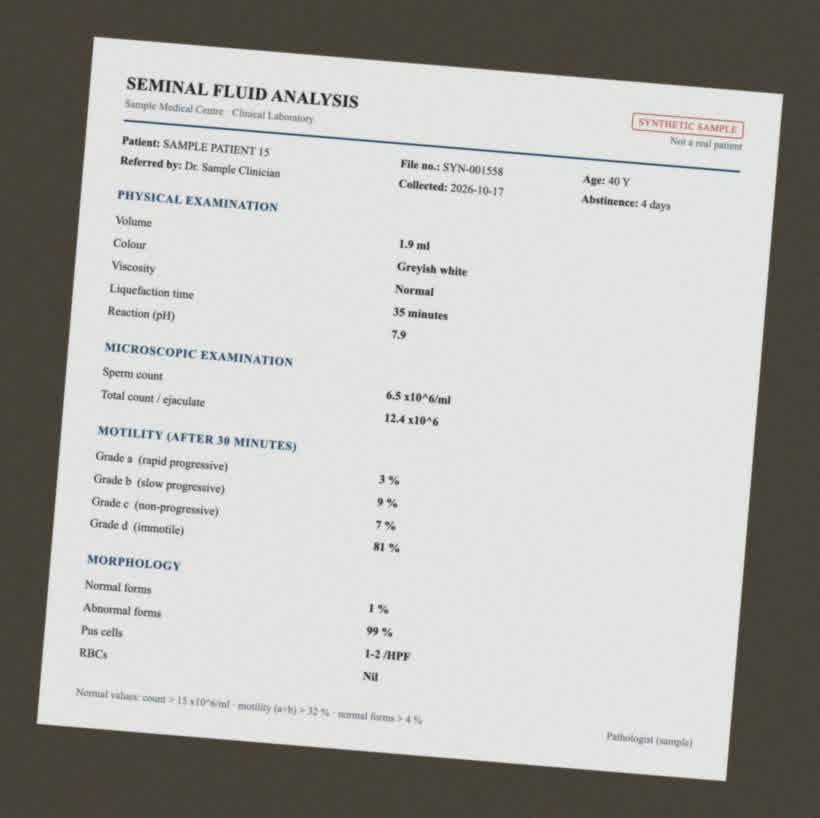 SEMINAL FLUID ANALYSIS
Sample Medical Centre · Clinical Laboratory
SYNTHETIC SAMPLE
Not a real patient
Patient: SAMPLE PATIENT 15
File no.: SYN-001558
Age: 40 Y
Referred by: Dr. Sample Clinician
Collected: 2026-10-17
Abstinence: 4 days
PHYSICAL EXAMINATION
Volume 1.9 ml
Colour Greyish white
Viscosity Normal
Liquefaction time 35 minutes
Reaction (pH) 7.9
MICROSCOPIC EXAMINATION
Sperm count 6.5 x10^6/ml
Total count / ejaculate 12.4 x10^6
MOTILITY (AFTER 30 MINUTES)
Grade a (rapid progressive) 3 %
Grade b (slow progressive) 9 %
Grade c (non-progressive) 7 %
Grade d (immotile) 81 %
MORPHOLOGY
Normal forms 1 %
Abnormal forms 99 %
Pus cells 1-2 /HPF
RBCs Nil
Normal values: count > 15 x10^6/ml · motility (a+b) > 32 % · normal forms > 4 %
Pathologist (sample)